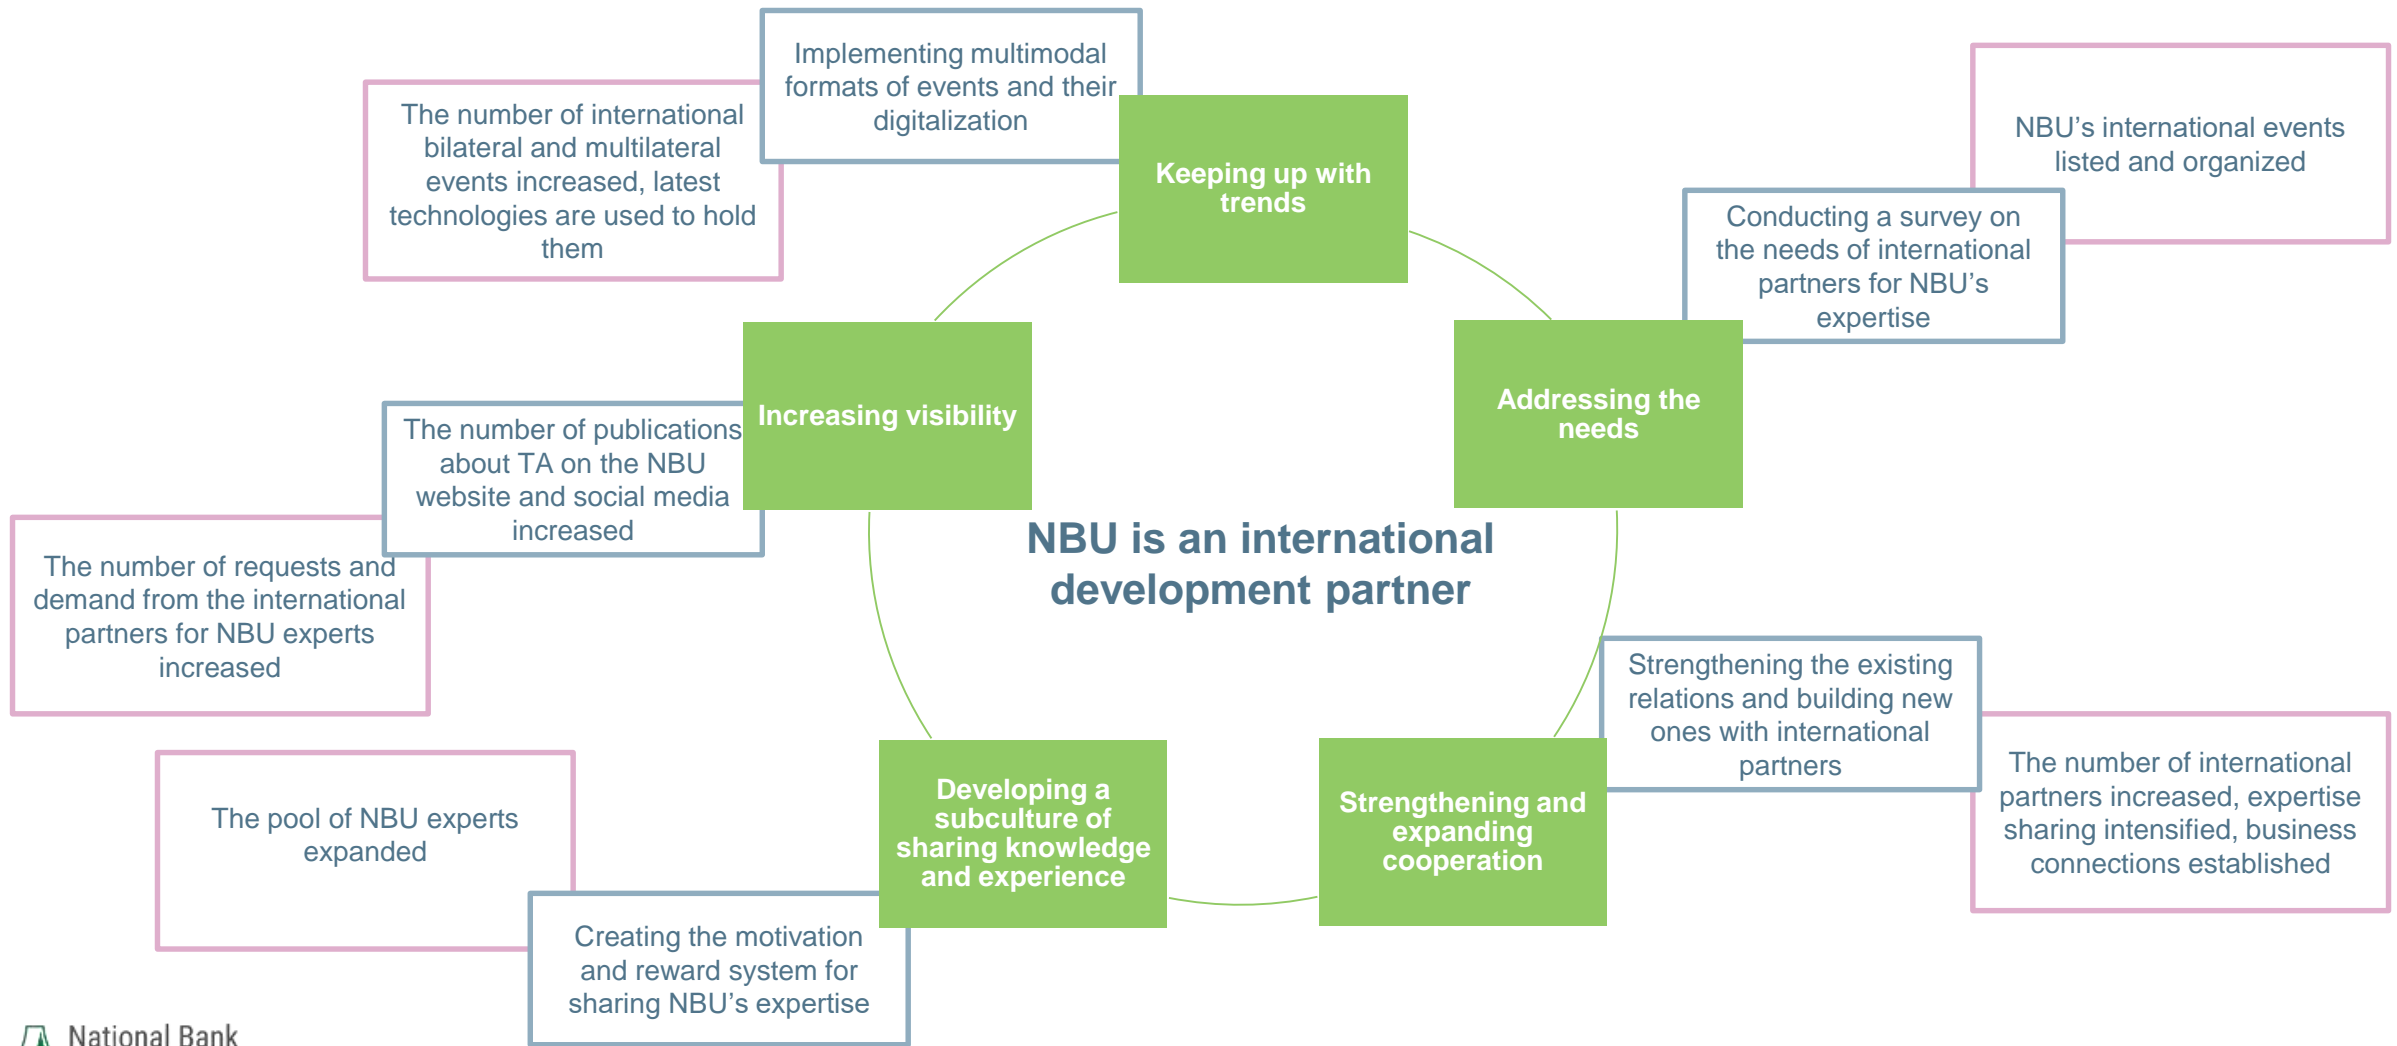 Implementing multimodal
formats of events and their
digitalization
The number of international
bilateral and multilateral
events increased, latest
technologies are used to hold
them
Keeping up with
trends
NBU’s international events
listed and organized
Conducting a survey on
the needs of international
partners for NBU’s
expertise
Addressing the
needs
Increasing visibility
The number of publications
about TA on the NBU
website and social media
increased
The number of requests and
demand from the international
partners for NBU experts
increased
NBU is an international
development partner
Strengthening the existing
relations and building new
ones with international
partners
The number of international
partners increased, expertise
sharing intensified, business
connections established
Strengthening and
expanding
cooperation
Developing a
subculture of
sharing knowledge
and experience
The pool of NBU experts
expanded
Creating the motivation
and reward system for
sharing NBU’s expertise
National Bank